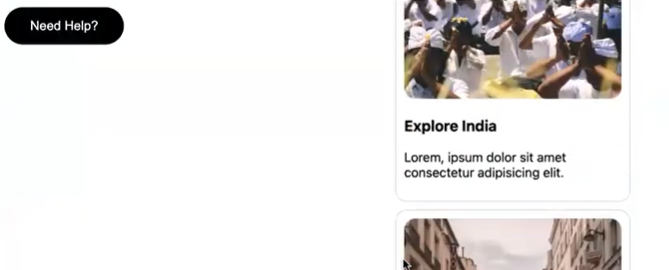 Need Help?
Explore India
Lorem, ipsum dolor sit amet
consectetur adipisicing elit.